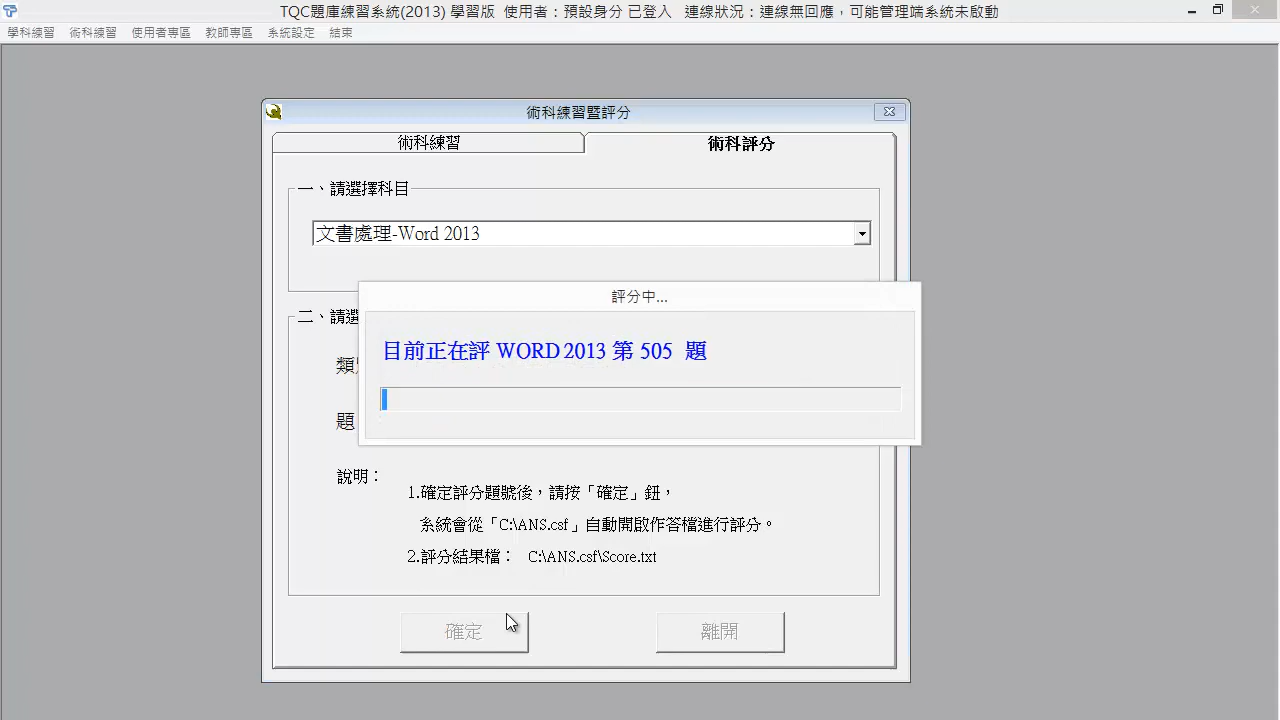 TQC題庫練習系統(2013) 學習版 使用者：預設身分 已登入 連線狀況：連線無回應，可能管理端系統未啟動
學科練習 術科練習 使用者專區 教師專區 系統設定 結束
術科練習暨評分
術科練習 術科評分
一、請選擇科目
文書處理-Word 2013
評分中...
二、請選
目前正在評 WORD 2013 第 505 題
類
題
說明：
1.確定評分題號後，請按「確定」鈕，
系統會從「C:\ANS.csf」自動開啟作答檔進行評分。
2.評分結果檔： C:\ANS.csf\Score.txt
確定 離開